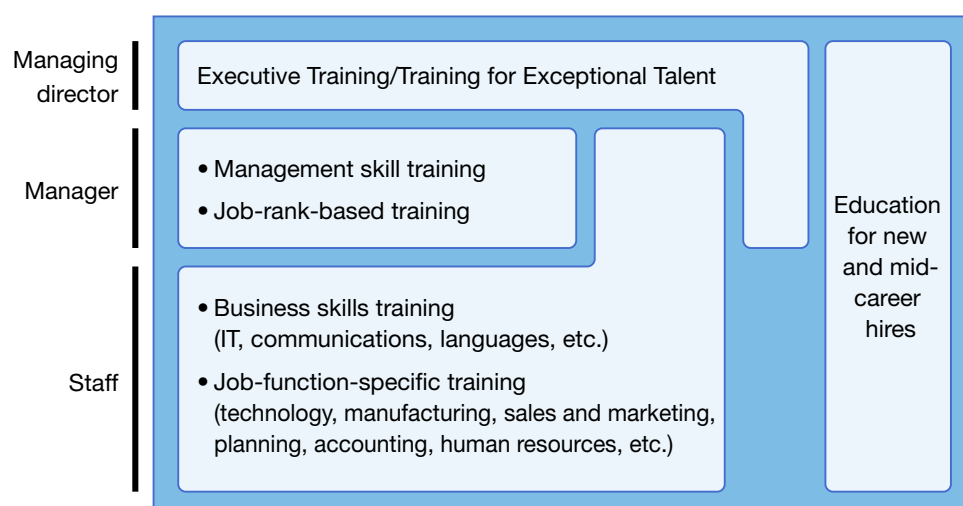 Managing
director
Executive Training/Training for Exceptional Talent
Manager
• Management skill training
• Job-rank-based training
Staff
• Business skills training
(IT, communications, languages, etc.)
• Job-function-specific training
(technology, manufacturing, sales and marketing,
planning, accounting, human resources, etc.)
Education
for new
and mid-
career
hires